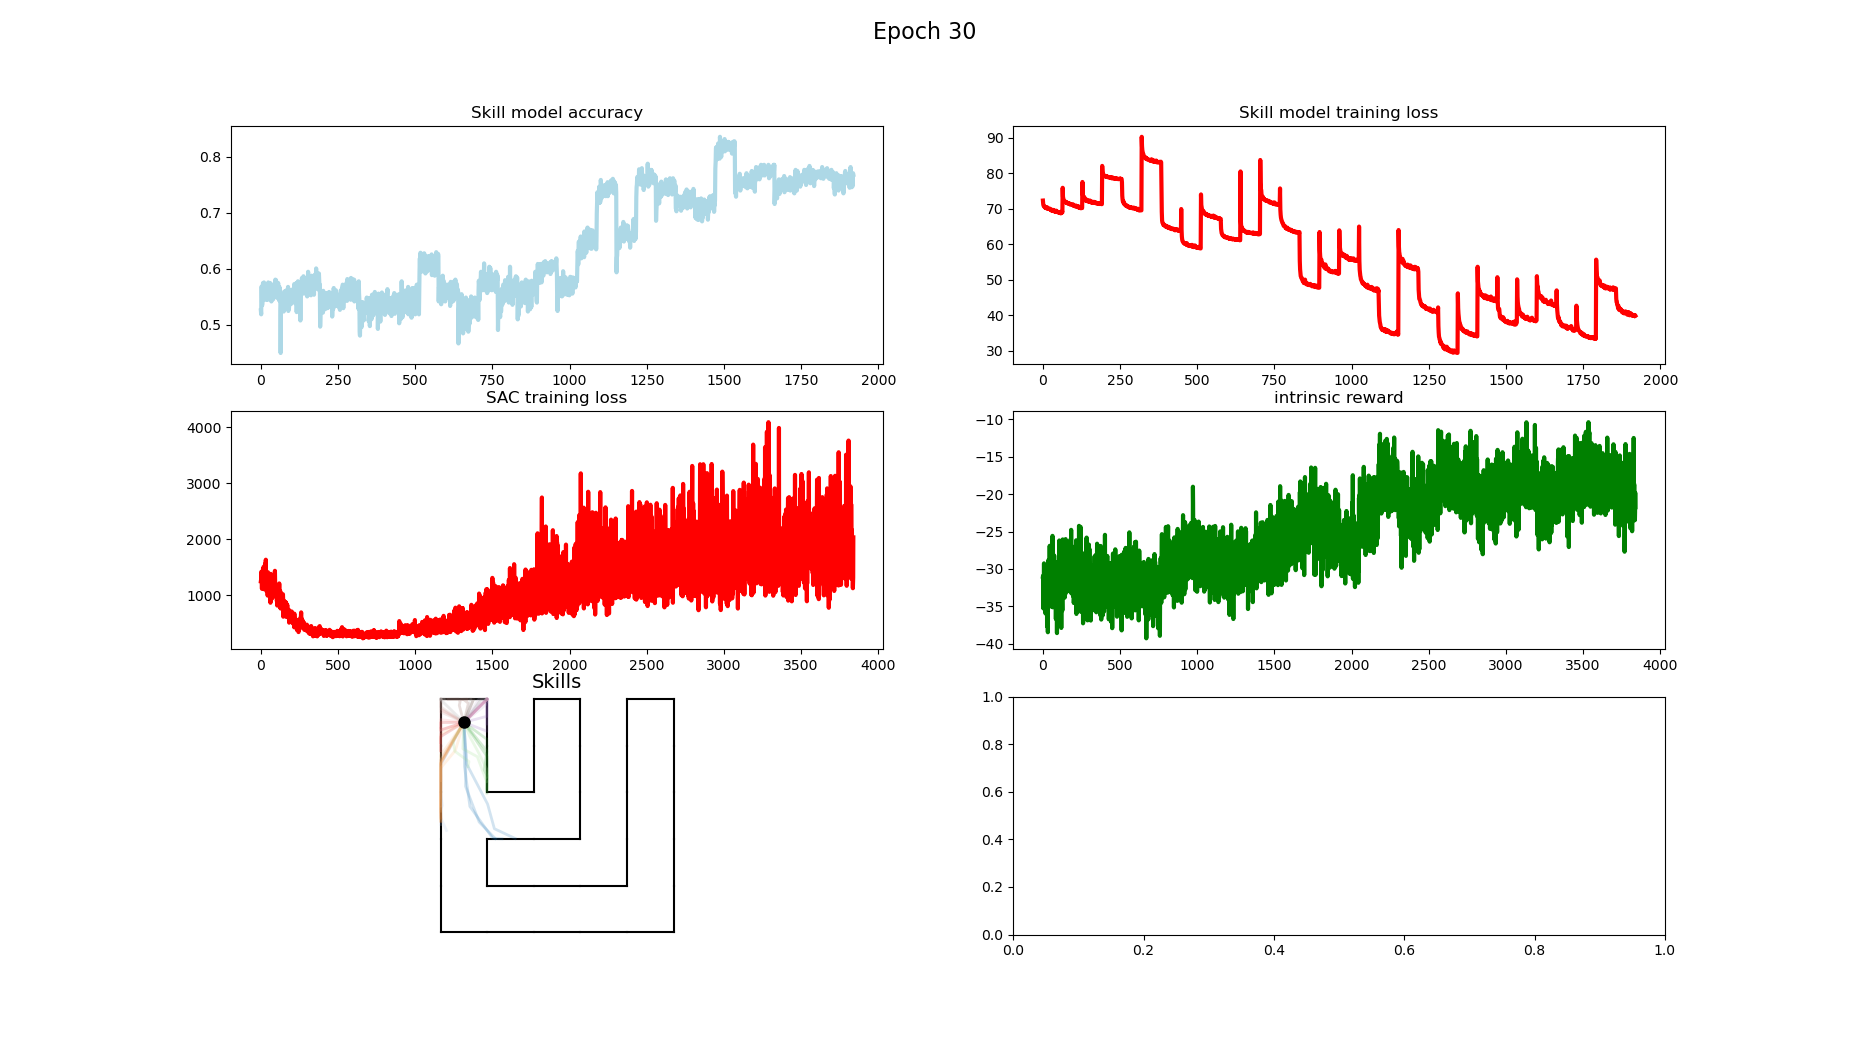 Epoch 30
Skill model accuracy
0.8
0.7
0.6
0.5
0 250 500 750 1000 1250 1500 1750 2000
Skill model training loss
90
80
70
60
50
40
30
0 250 500 750 1000 1250 1500 1750 2000
SAC training loss
4000
3000
2000
1000
0 500 1000 1500 2000 2500 3000 3500 4000
intrinsic reward
−10
−15
−20
−25
−30
−35
−40
0 500 1000 1500 2000 2500 3000 3500 4000
Skills
1.0
0.8
0.6
0.4
0.2
0.0
0.0 0.2 0.4 0.6 0.8 1.0